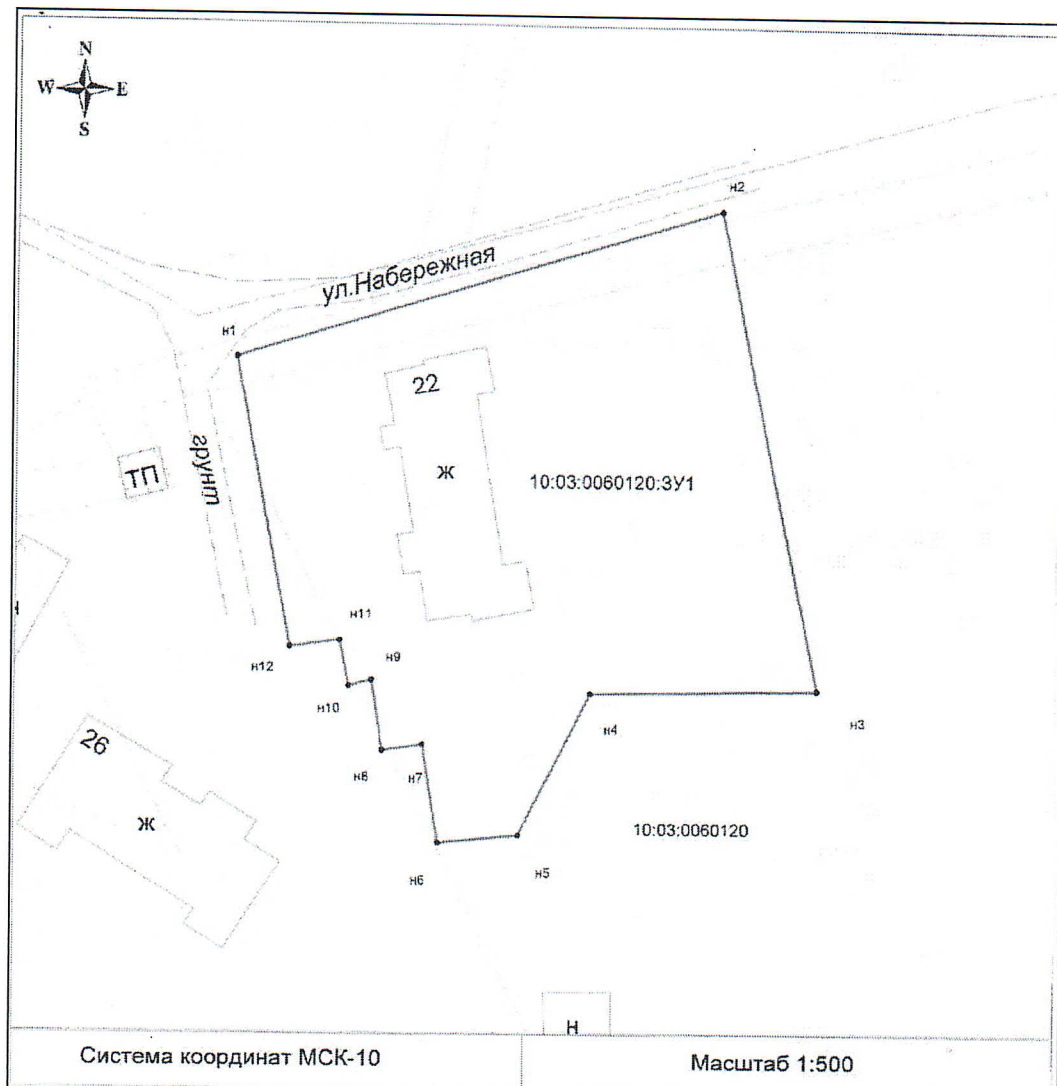 N
W E
S
н2
ул.Набережная
н1
22
грунт
ТП
Ж
10:03:0060120:ЗУ1
н11
н12
н9
н10
н4
н3
26
н8
н7
Ж
10:03:0060120
н6
н5
Н
Система координат МСК-10
Масштаб 1:500